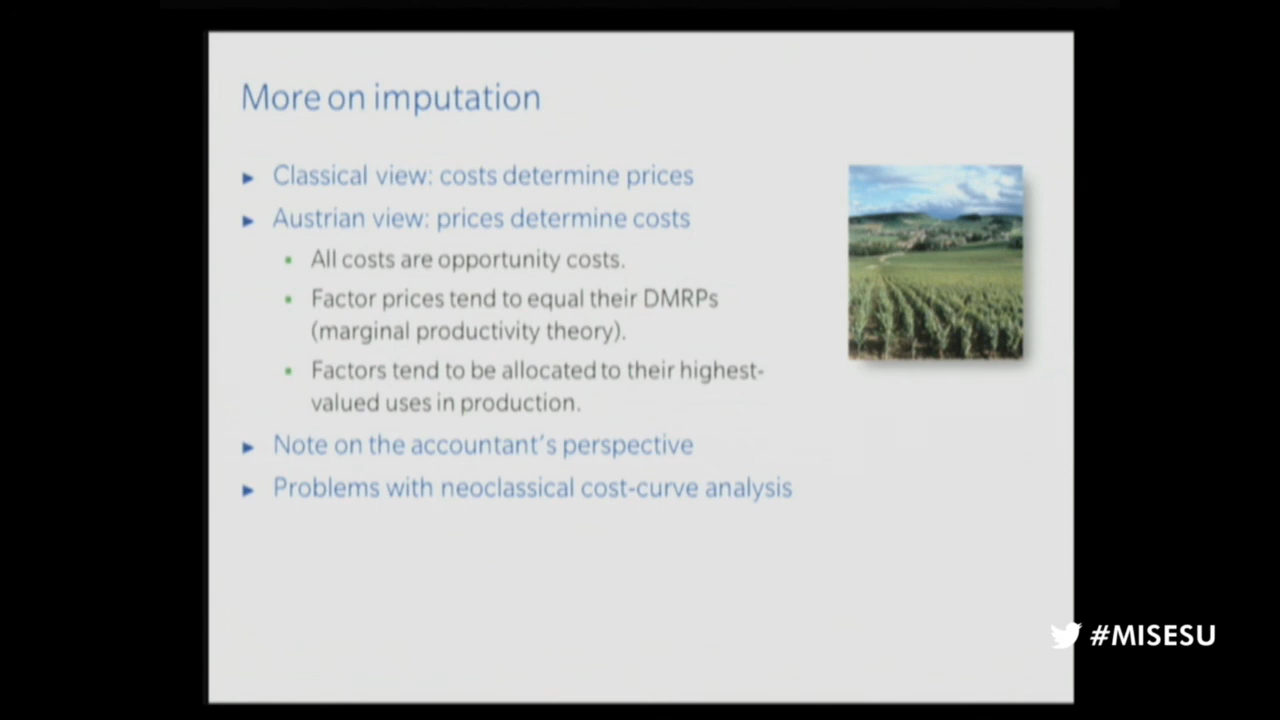 More on imputation
► Classical view: costs determine prices
► Austrian view: prices determine costs
▪ All costs are opportunity costs.
▪ Factor prices tend to equal their DMRPs
(marginal productivity theory).
▪ Factors tend to be allocated to their highest-
valued uses in production.
► Note on the accountant's perspective
► Problems with neoclassical cost-curve analysis
#MISESU